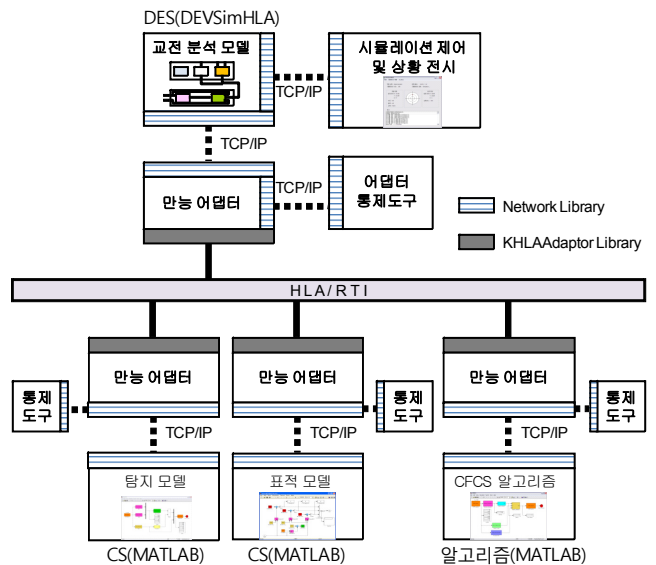 DES(DEVSimHLA)
교전 분석 모델
시뮬레이션 제어
및 상황 전시
TCP/IP
TCP/IP
만능 어댑터
TCP/IP
어댑터
통제도구
Network Library
KHLAAdaptor Library
HLA/RTI
만능 어댑터
만능 어댑터
만능 어댑터
통제
도구
통제
도구
통제
도구
TCP/IP
TCP/IP
TCP/IP
탐지 모델
표적 모델
CFCS 알고리즘
CS(MATLAB)
CS(MATLAB)
알고리즘(MATLAB)